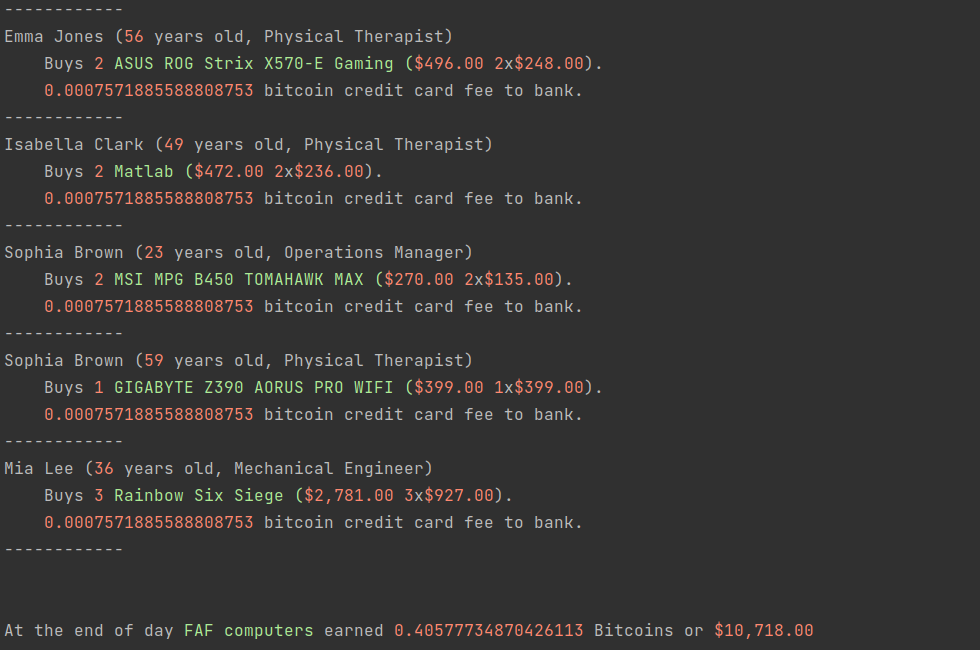 ------------
Emma Jones (56 years old, Physical Therapist)
    Buys 2 ASUS ROG Strix X570-E Gaming ($496.00 2x$248.00).
    0.0007571885588808753 bitcoin credit card fee to bank.
------------
Isabella Clark (49 years old, Physical Therapist)
    Buys 2 Matlab ($472.00 2x$236.00).
    0.0007571885588808753 bitcoin credit card fee to bank.
------------
Sophia Brown (23 years old, Operations Manager)
    Buys 2 MSI MPG B450 TOMAHAWK MAX ($270.00 2x$135.00).
    0.0007571885588808753 bitcoin credit card fee to bank.
------------
Sophia Brown (59 years old, Physical Therapist)
    Buys 1 GIGABYTE Z390 AORUS PRO WIFI ($399.00 1x$399.00).
    0.0007571885588808753 bitcoin credit card fee to bank.
------------
Mia Lee (36 years old, Mechanical Engineer)
    Buys 3 Rainbow Six Siege ($2,781.00 3x$927.00).
    0.0007571885588808753 bitcoin credit card fee to bank.
------------
At the end of day FAF computers earned 0.40577734870426113 Bitcoins or $10,718.00